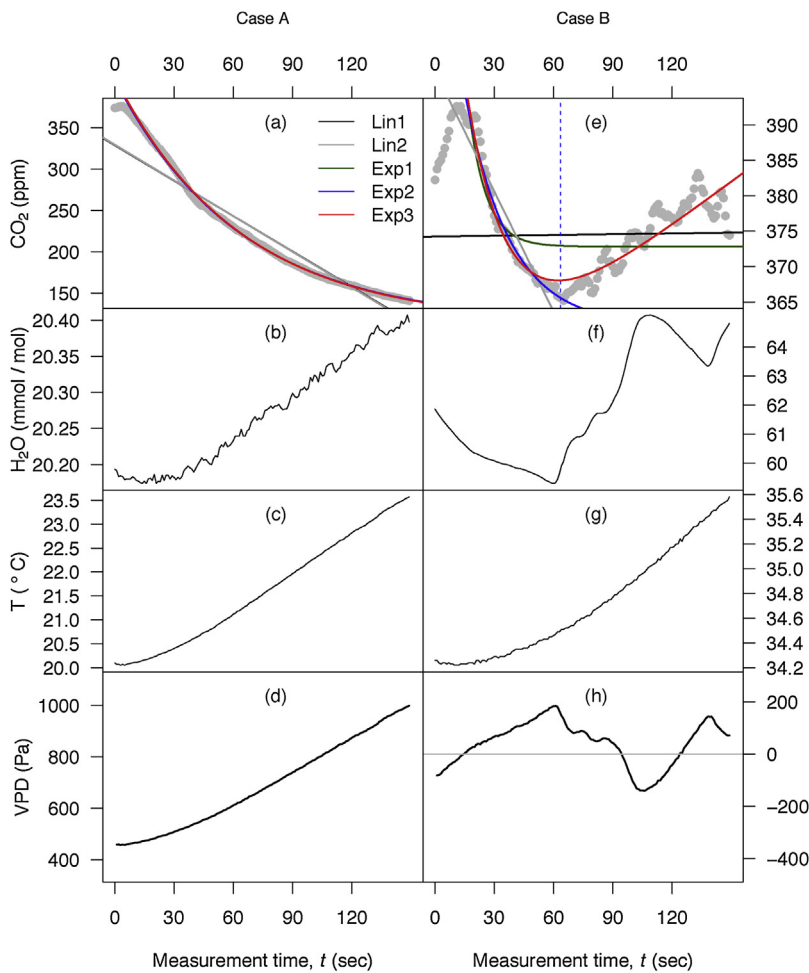 Case A Case B
0 30 60 90 120 0 30 60 90 120
(a) (e)
Lin1
Lin2
Exp1
Exp2
Exp3
CO2 (ppm)
350
300
250
200
150
390
385
380
375
370
365
(b) (f)
H2O (mmol / mol)
20.40
20.30
20.25
20.20
64
63
62
61
60
(c) (g)
T ( ° C)
23.5
23.0
22.5
22.0
21.5
21.0
20.5
20.0
35.6
35.4
35.2
35.0
34.8
34.6
34.4
34.2
(d) (h)
VPD (Pa)
1000
800
600
400
200
0
−200
−400
0 30 60 90 120 0 30 60 90 120
Measurement time, t (sec) Measurement time, t (sec)